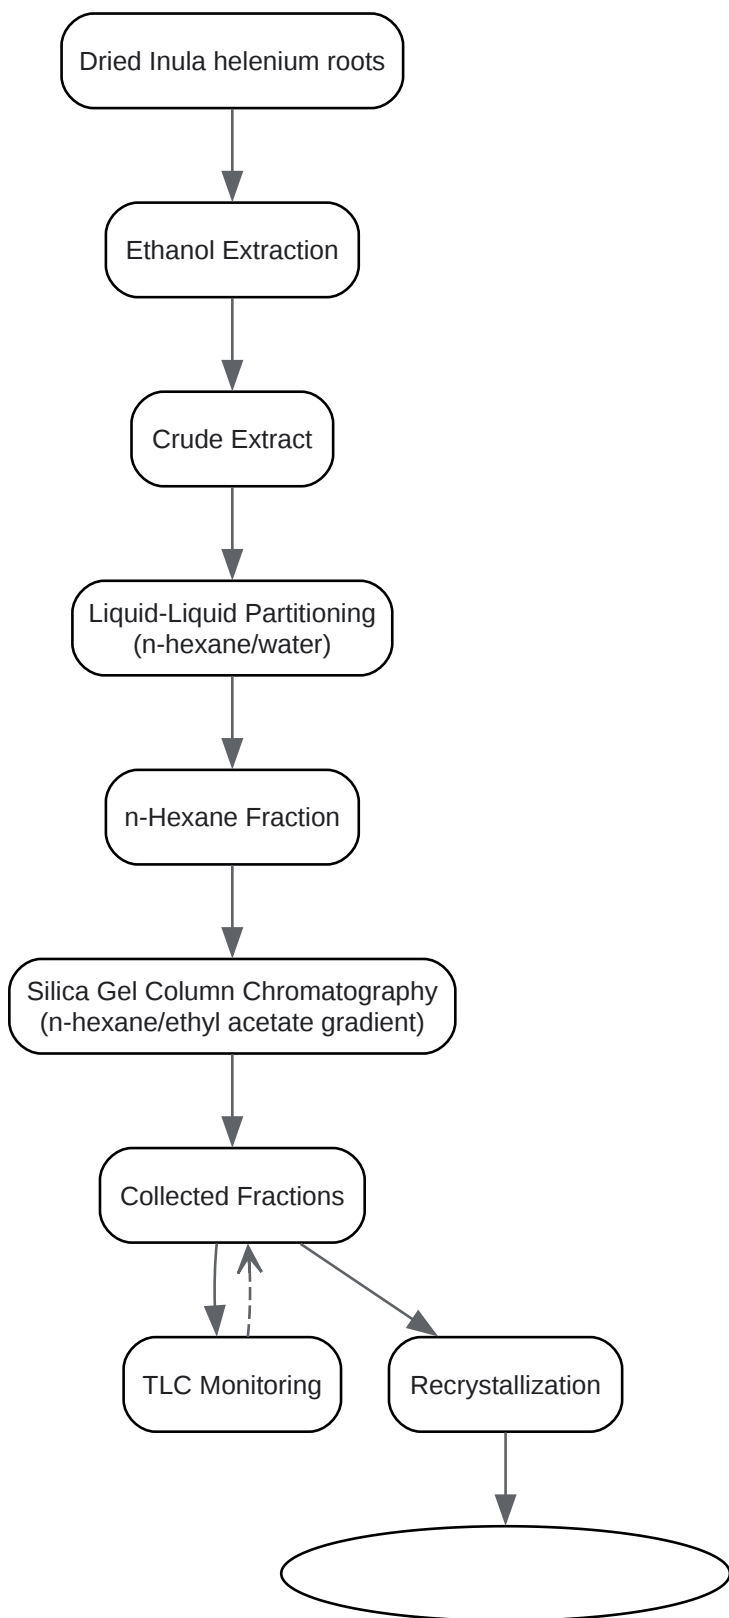 Dried Inula helenium roots
Ethanol Extraction
Crude Extract
Liquid-Liquid Partitioning
(n-hexane/water)
n-Hexane Fraction
Silica Gel Column Chromatography
(n-hexane/ethyl acetate gradient)
Collected Fractions
TLC Monitoring
Recrystallization